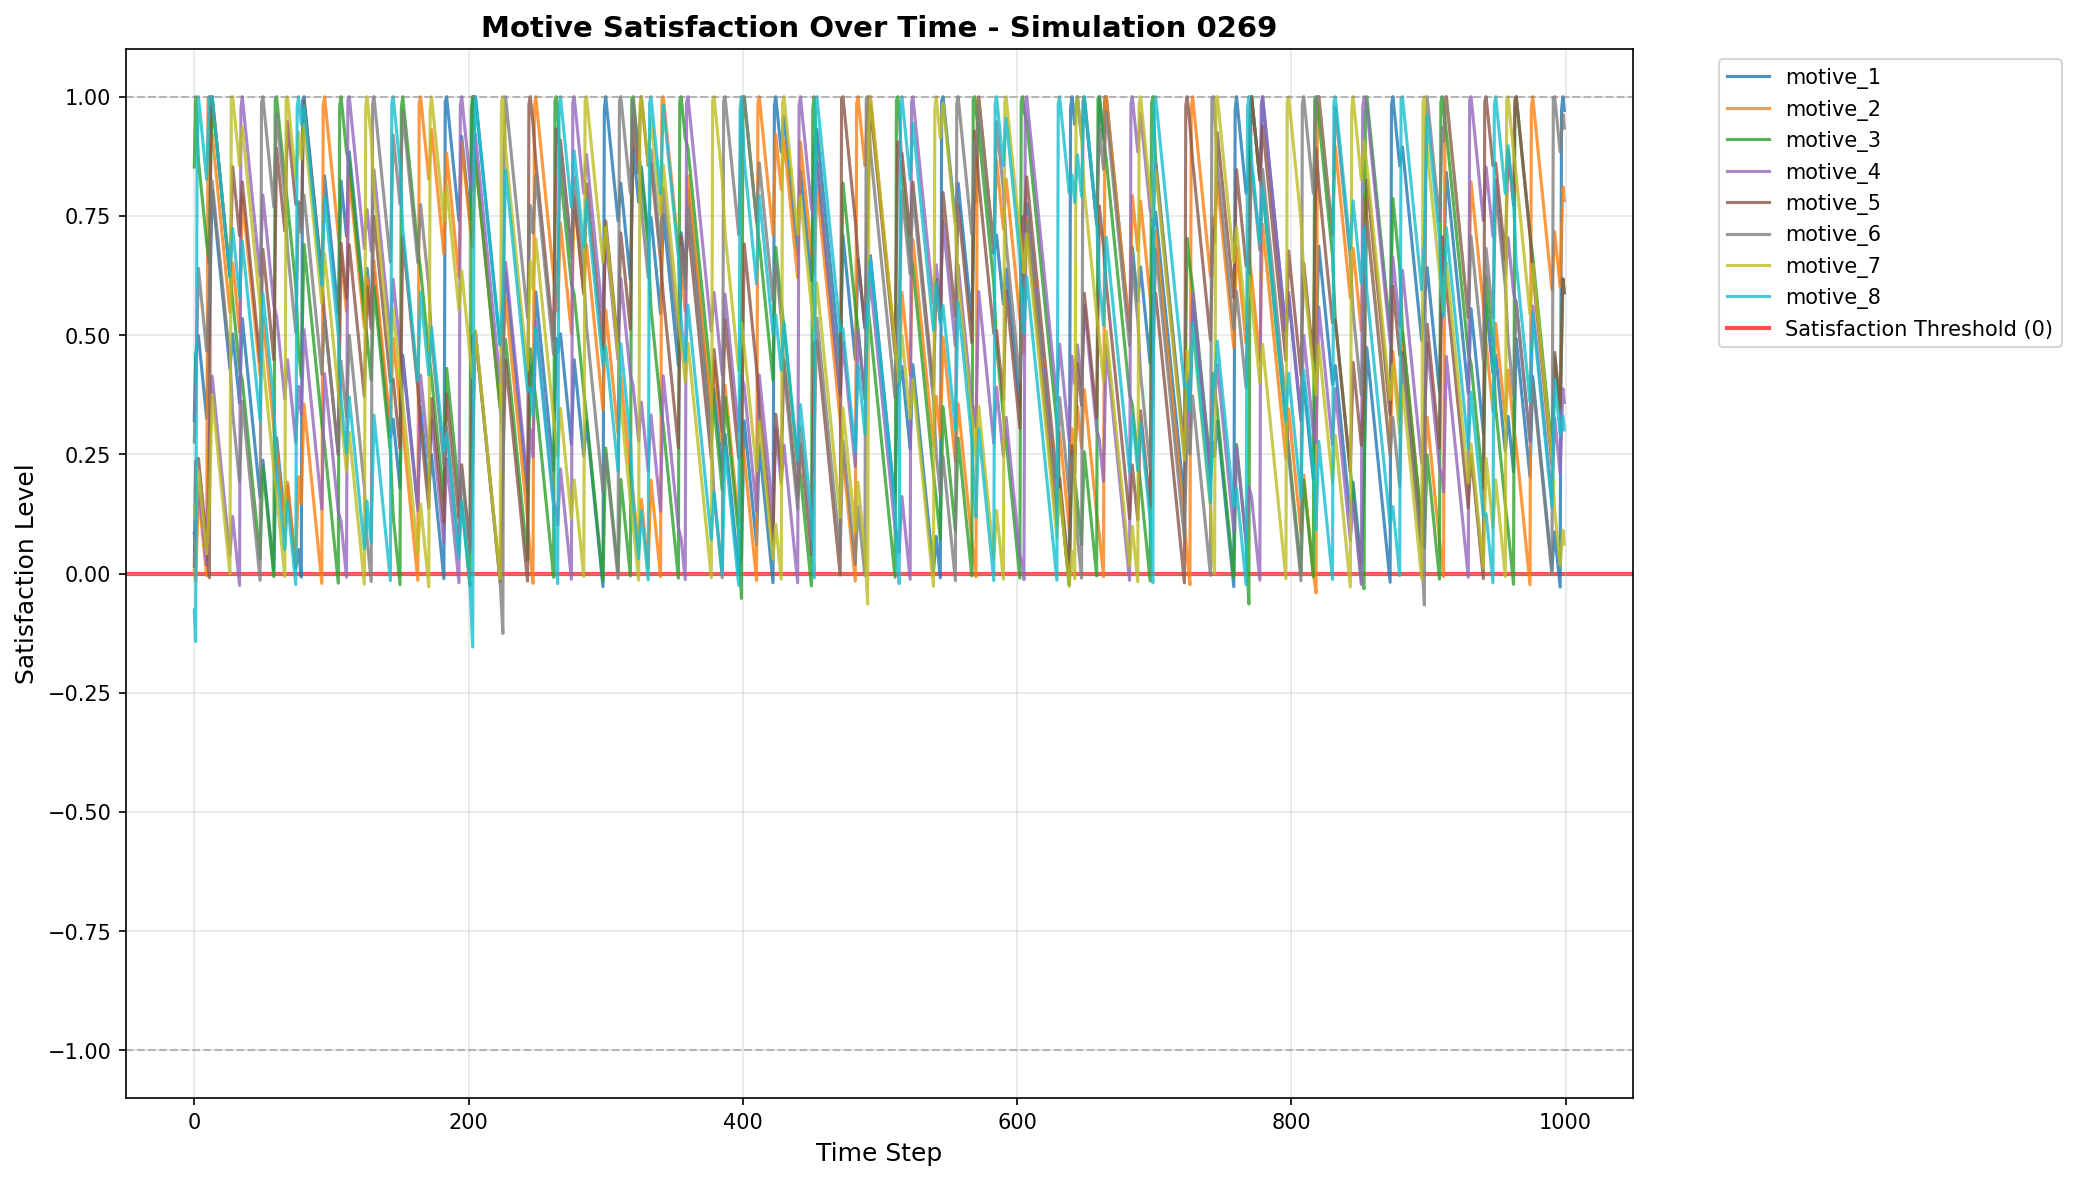 Motive Satisfaction Over Time - Simulation 0269
Satisfaction Level
1.00
0.75
0.50
0.25
0.00
−0.25
−0.50
−0.75
−1.00
0
200
400
600
800
1000
Time Step
motive_1
motive_2
motive_3
motive_4
motive_5
motive_6
motive_7
motive_8
Satisfaction Threshold (0)